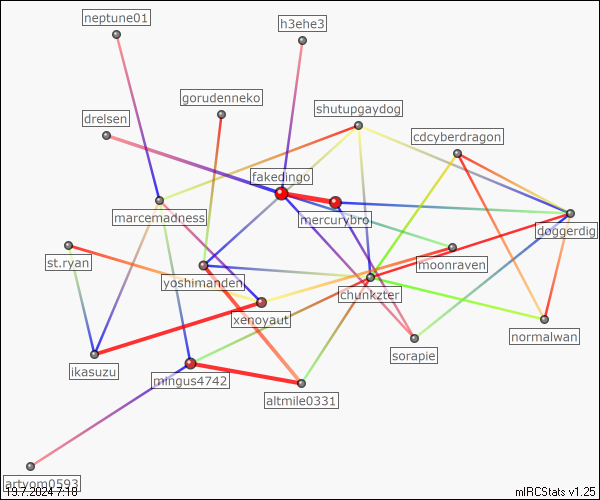 neptune01
h3ehe3
gorudenneko
shutupgaydog
drelsen
cdcyberdragon
fakedingo
marcemadness
mercurybro
doggerdig
st.ryan
moonraven
yoshimanden
chunkzter
xenoyaut
normalwan
sorapie
ikasuzu
mingus4742
altmile0331
artyom0593
19.7.2024 7:18
mIRCStats v1.25